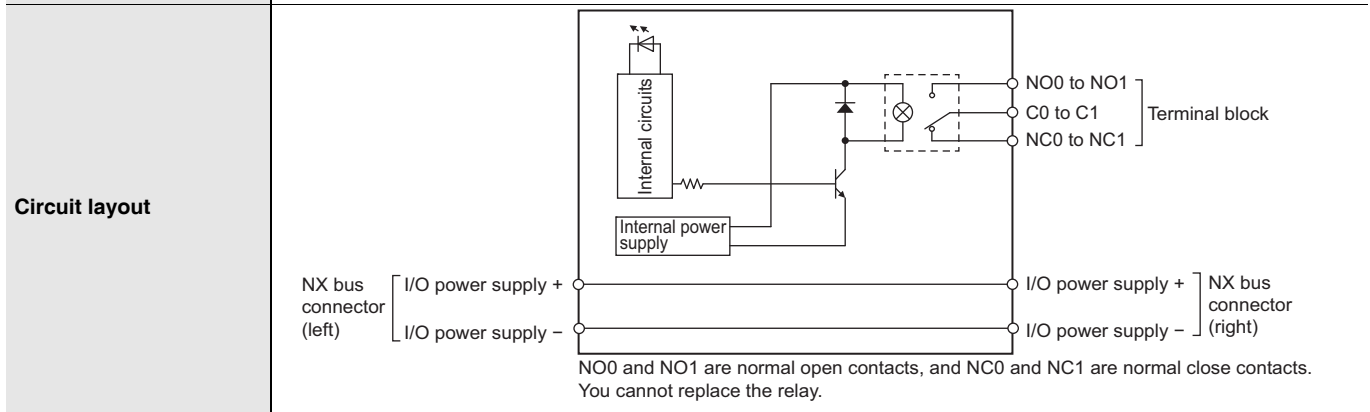 Circuit layout
Internal circuits
Internal power
supply
NO0 to NO1
C0 to C1
NC0 to NC1
Terminal block
NX bus
connector
(left)
I/O power supply +
I/O power supply −
I/O power supply +
I/O power supply −
NX bus
connector
(right)
NO0 and NO1 are normal open contacts, and NC0 and NC1 are normal close contacts.
You cannot replace the relay.